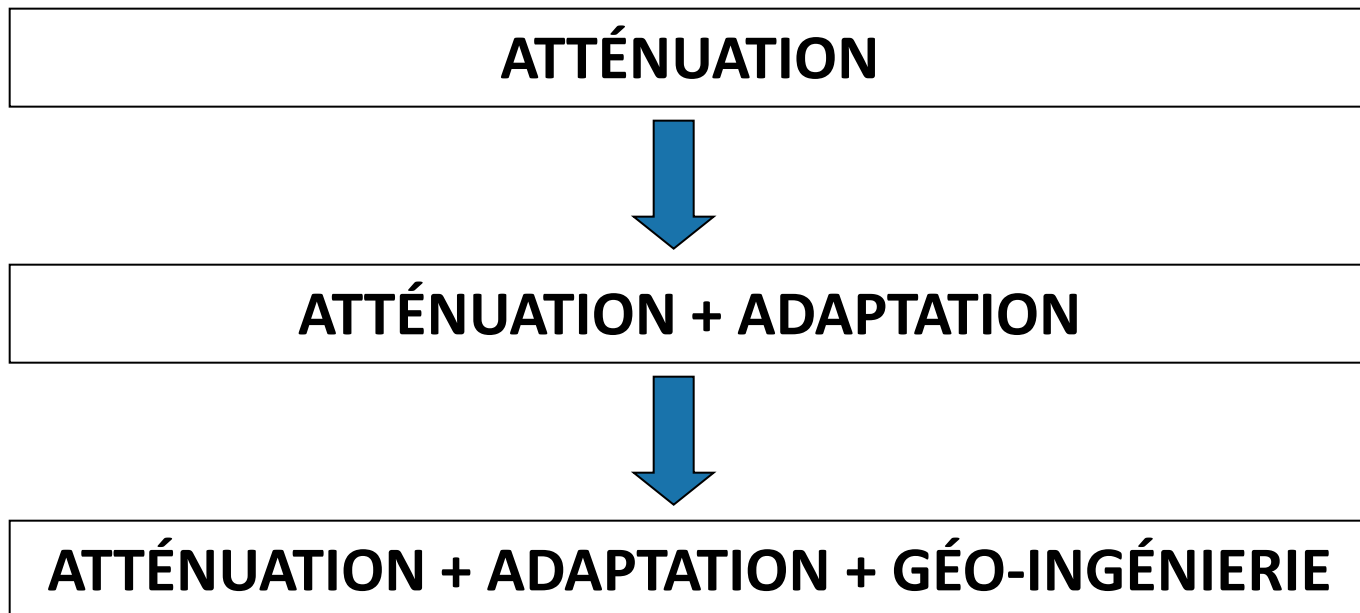 ATTÉNUATION
ATTÉNUATION + ADAPTATION
ATTÉNUATION + ADAPTATION + GÉO-INGÉNIERIE